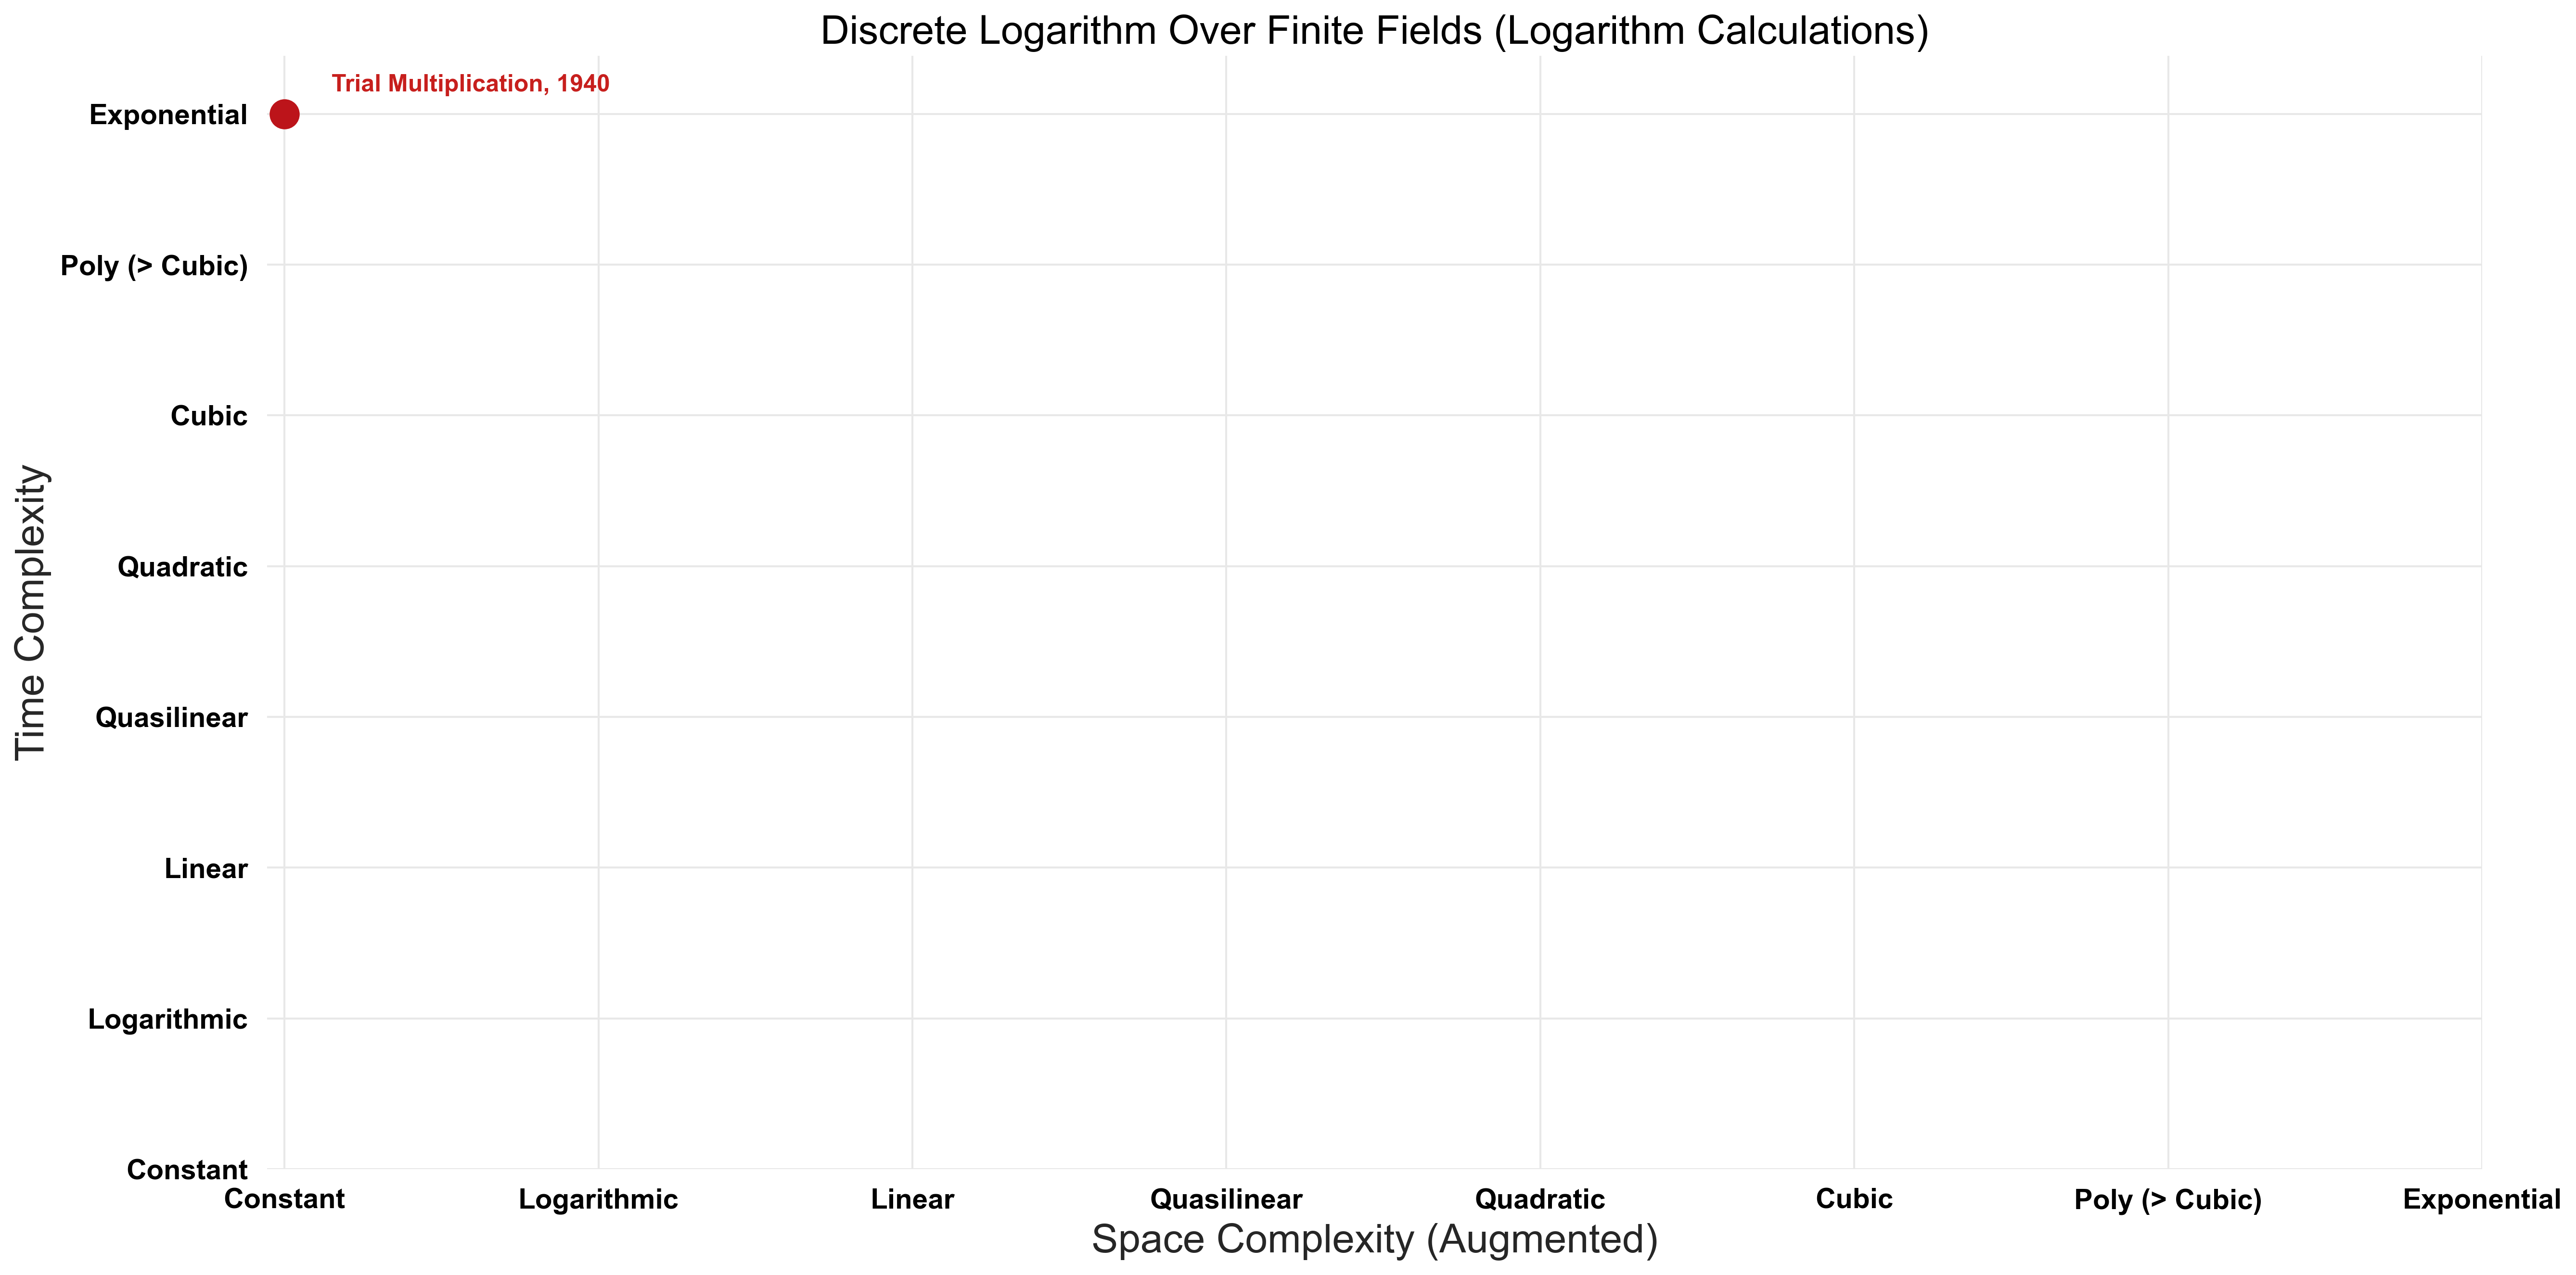 Discrete Logarithm Over Finite Fields (Logarithm Calculations)
Trial Multiplication, 1940
Time Complexity
Exponential
Poly (> Cubic)
Cubic
Quadratic
Quasilinear
Linear
Logarithmic
Constant
Constant Logarithmic Linear Quasilinear Quadratic Cubic Poly (> Cubic) Exponential
Space Complexity (Augmented)